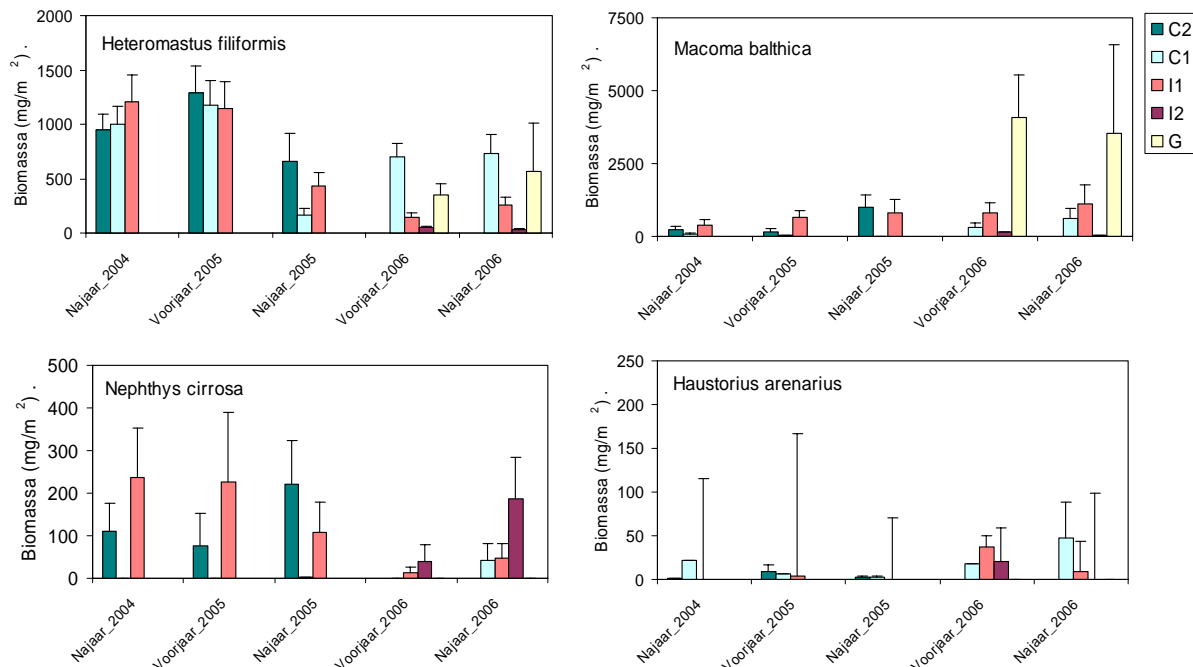 Heteromastus filiformis
Biomassa (mg/m 2) .
2000
1500
1000
500
0
Najaar_2004
Voorjaar_2005
Najaar_2005
Voorjaar_2006
Najaar_2006
Macoma balthica
Biomassa (mg/m 2) .
7500
5000
2500
0
Najaar_2004
Voorjaar_2005
Najaar_2005
Voorjaar_2006
Najaar_2006
C2
C1
I1
I2
G
Nephthys cirrosa
Biomassa (mg/m 2) .
500
400
300
200
100
0
Najaar_2004
Voorjaar_2005
Najaar_2005
Voorjaar_2006
Najaar_2006
Haustorius arenarius
Biomassa (mg/m 2) .
250
200
150
100
50
0
Najaar_2004
Voorjaar_2005
Najaar_2005
Voorjaar_2006
Najaar_2006